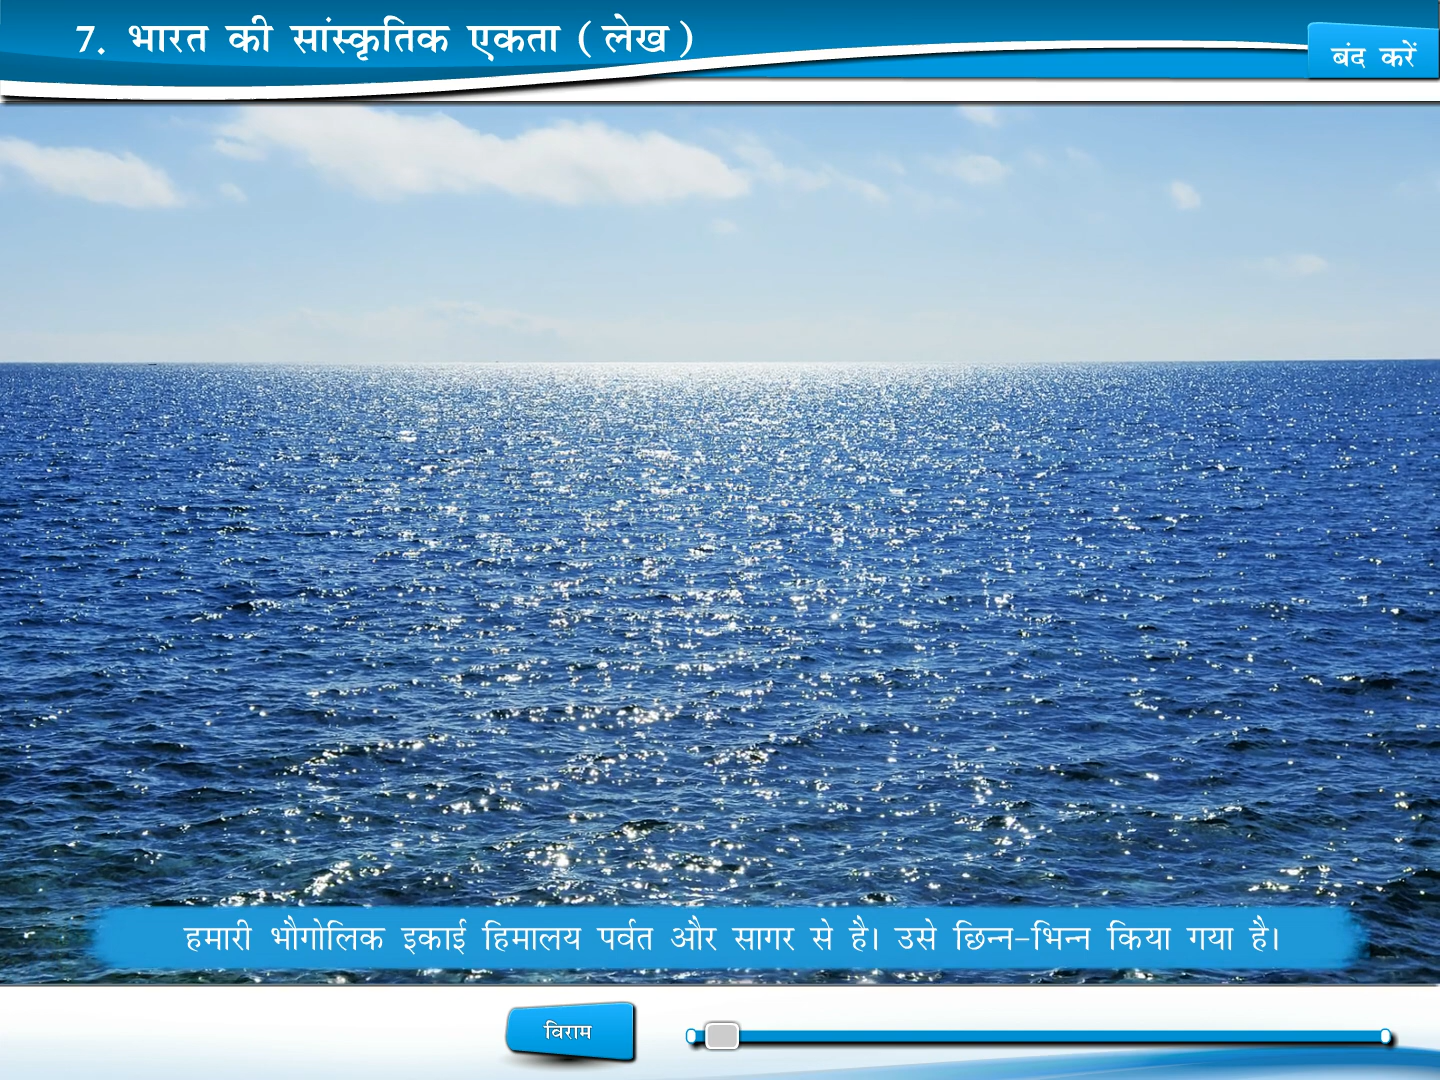 7. भारत की सांस्कृतिक एकता (लेख)
बंद करें
हमारी भौगोलिक इकाई हिमालय पर्वत और सागर से है। उसे छिन्न-भिन्न किया गया है।
विराम